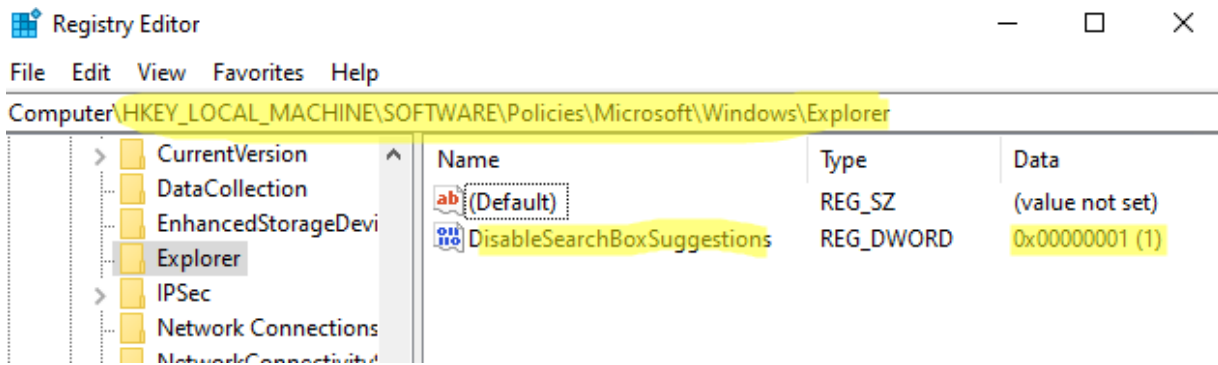 Registry Editor
File Edit View Favorites Help
Computer\HKEY_LOCAL_MACHINE\SOFTWARE\Policies\Microsoft\Windows\Explorer
CurrentVersion
DataCollection
EnhancedStorageDevi
Explorer
IPSec
Network Connections
Name Type Data
ab (Default) REG_SZ (value not set)
DisableSearchBoxSuggestions REG_DWORD 0x00000001 (1)